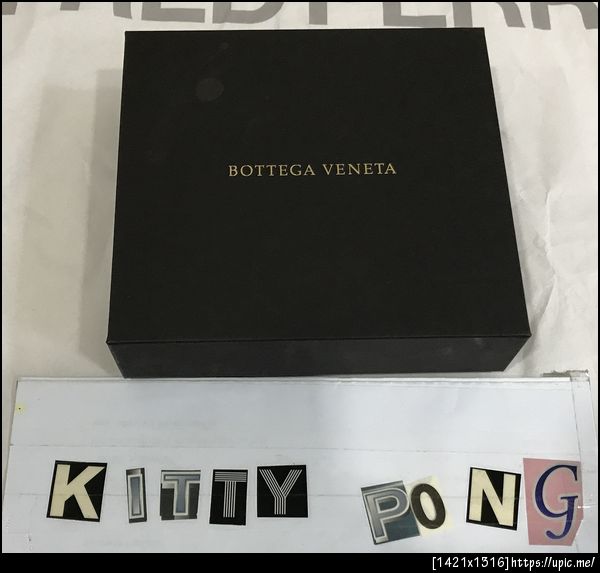 BOTTEGA VENETA
KITTY PONG
[1421x1316]https://upic.me/